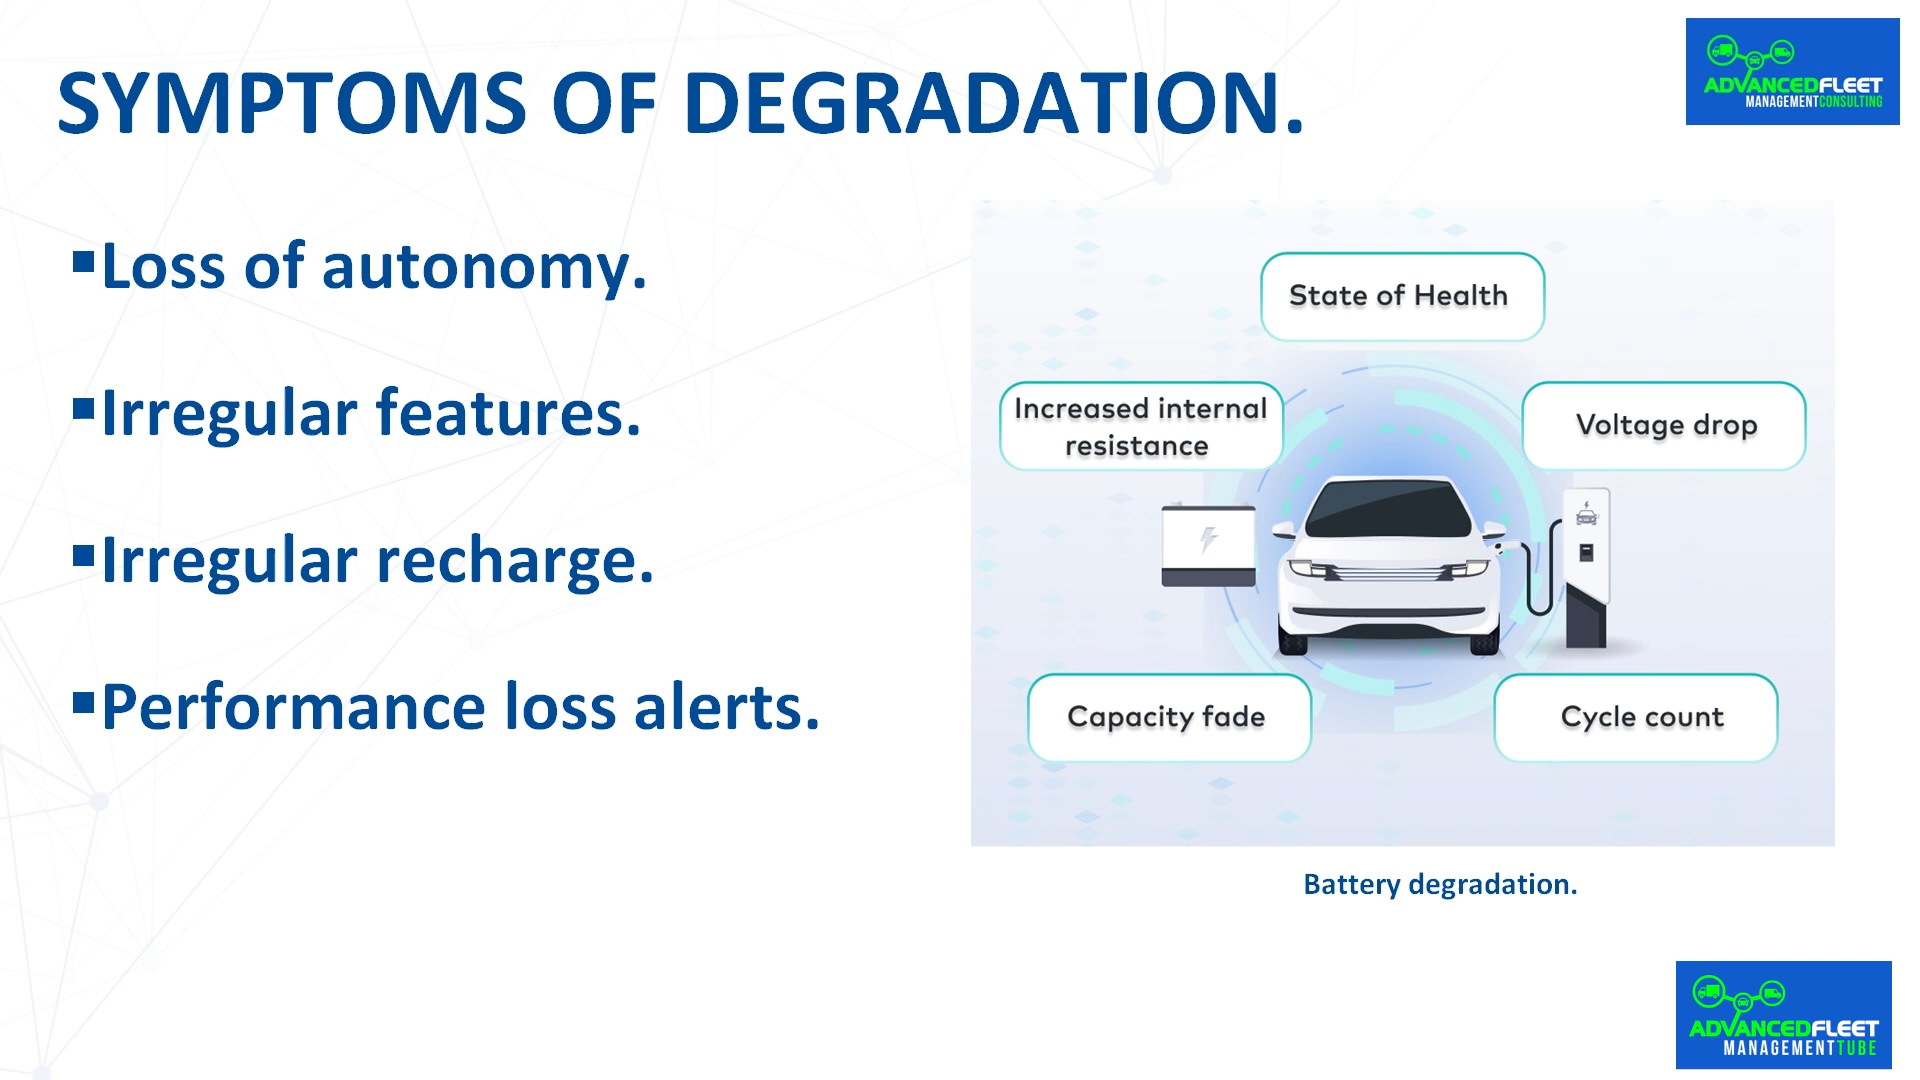 SYMPTOMS OF DEGRADATION.
ADVANCEDFLEET
MANAGEMENTCONSULTING
▪Loss of autonomy.
▪Irregular features.
▪Irregular recharge.
▪Performance loss alerts.
State of Health
Increased internal
resistance
Voltage drop
Capacity fade
Cycle count
Battery degradation.
ADVANCEDFLEET
MANAGEMENTTUBE